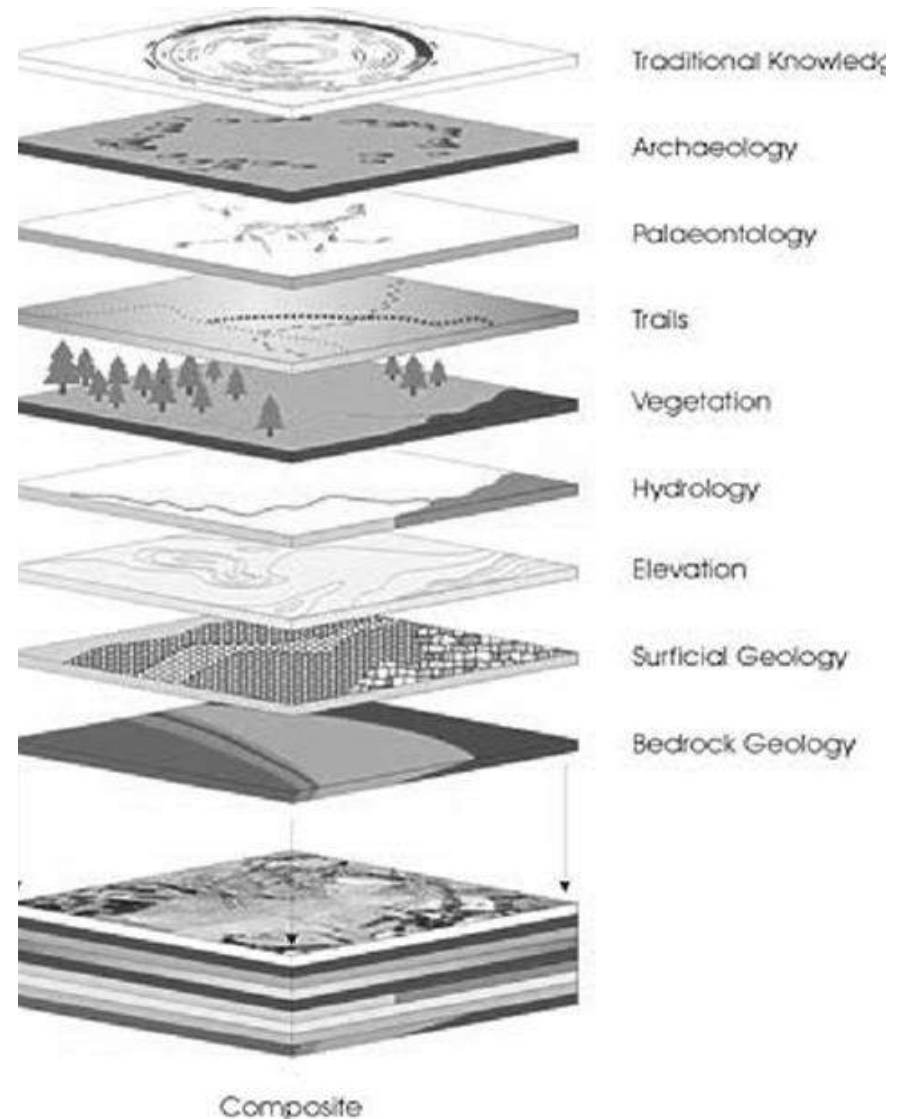 Traditional Knowledg
Archaeology
Palaeontology
Trails
Vegetation
Hydrology
Elevation
Surficial Geology
Bedrock Geology
Composite